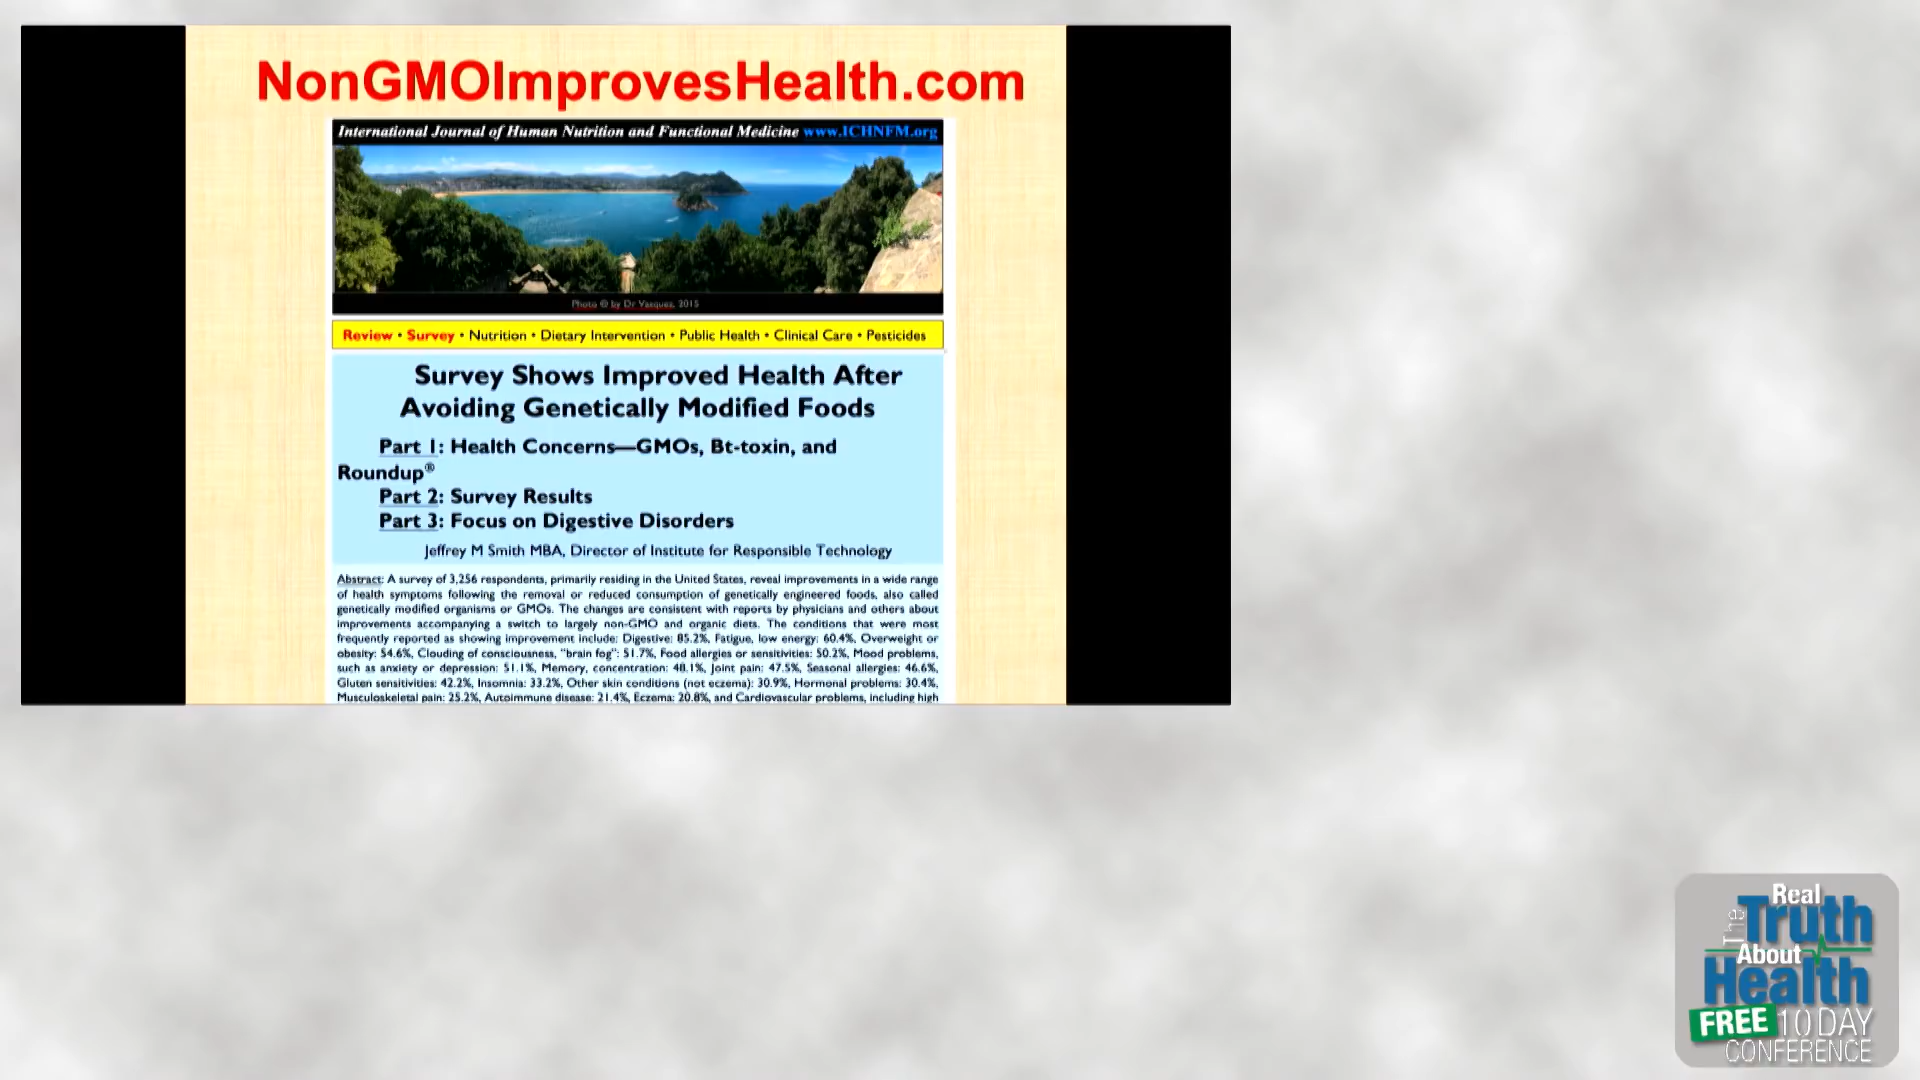 NonGMOImprovesHealth.com
International Journal of Human Nutrition and Functional Medicine www.ICHNFM.org
Photo © by Dr Vasquez, 2015
Review • Survey • Nutrition • Dietary Intervention • Public Health • Clinical Care • Pesticides
Survey Shows Improved Health After
Avoiding Genetically Modified Foods
Part 1: Health Concerns—GMOs, Bt-toxin, and
Roundup®
Part 2: Survey Results
Part 3: Focus on Digestive Disorders
Jeffrey M Smith MBA, Director of Institute for Responsible Technology
Abstract: A survey of 3,256 respondents, primarily residing in the United States, reveal improvements in a wide range
of health symptoms following the removal or reduced consumption of genetically engineered foods, also called
genetically modified organisms or GMOs. The changes are consistent with reports by physicians and others about
improvements accompanying a switch to largely non-GMO and organic diets. The conditions that were most
frequently reported as showing improvement include: Digestive: 85.2%, Fatigue, low energy: 60.4%, Overweight or
obesity: 54.6%, Clouding of consciousness, "brain fog": 51.7%, Food allergies or sensitivities: 50.2%, Mood problems,
such as anxiety or depression: 51.1%, Memory, concentration: 48.1%, Joint pain: 47.5%, Seasonal allergies: 46.6%,
Gluten sensitivities: 42.2%, Insomnia: 33.2%, Other skin conditions (not eczema): 30.9%, Hormonal problems: 30.4%,
Musculoskeletal pain: 25.2%, Autoimmune disease: 21.4%, Eczema: 20.8%, and Cardiovascular problems, including high
The Real
Truth
About
Health
FREE 10 DAY
CONFERENCE